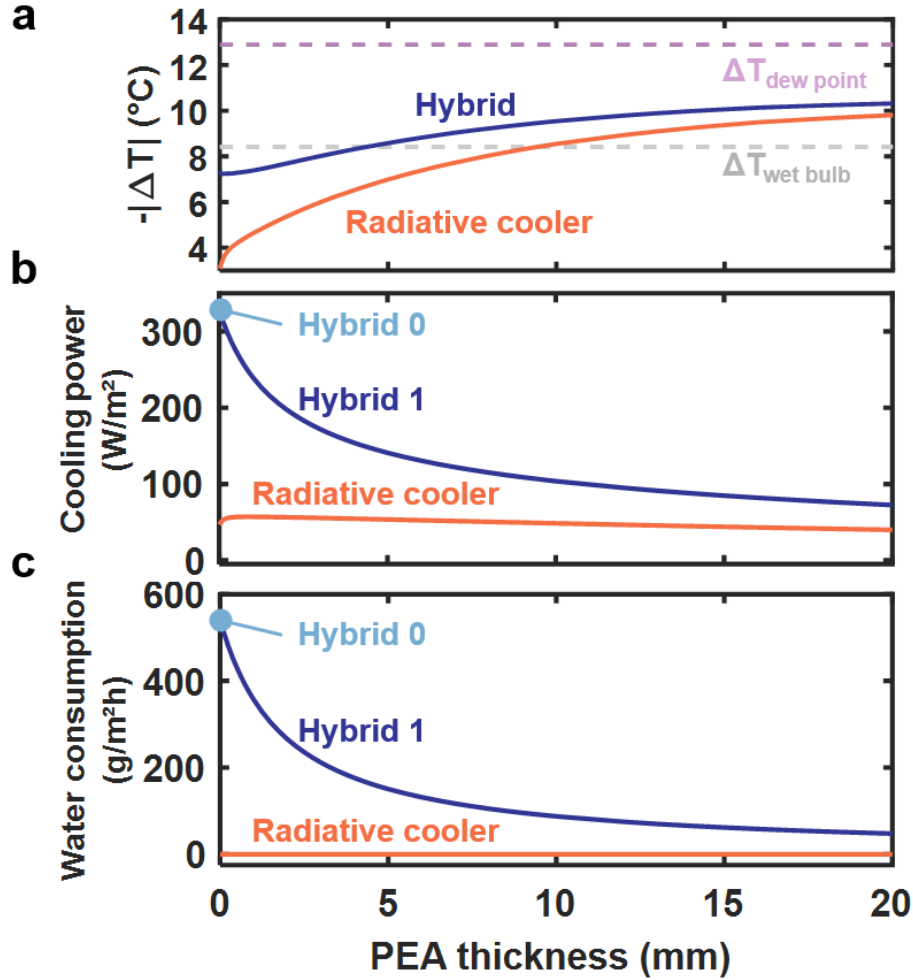 a
14
12
10
8
6
4
-|ΔT| (°C)
ΔTdew point
Hybrid
ΔTwet bulb
Radiative cooler
b
300
200
100
0
Cooling power
(W/m²)
Hybrid 0
Hybrid 1
Radiative cooler
c
600
400
200
0
Water consumption
(g/m²h)
Hybrid 0
Hybrid 1
Radiative cooler
0 5 10 15 20
PEA thickness (mm)